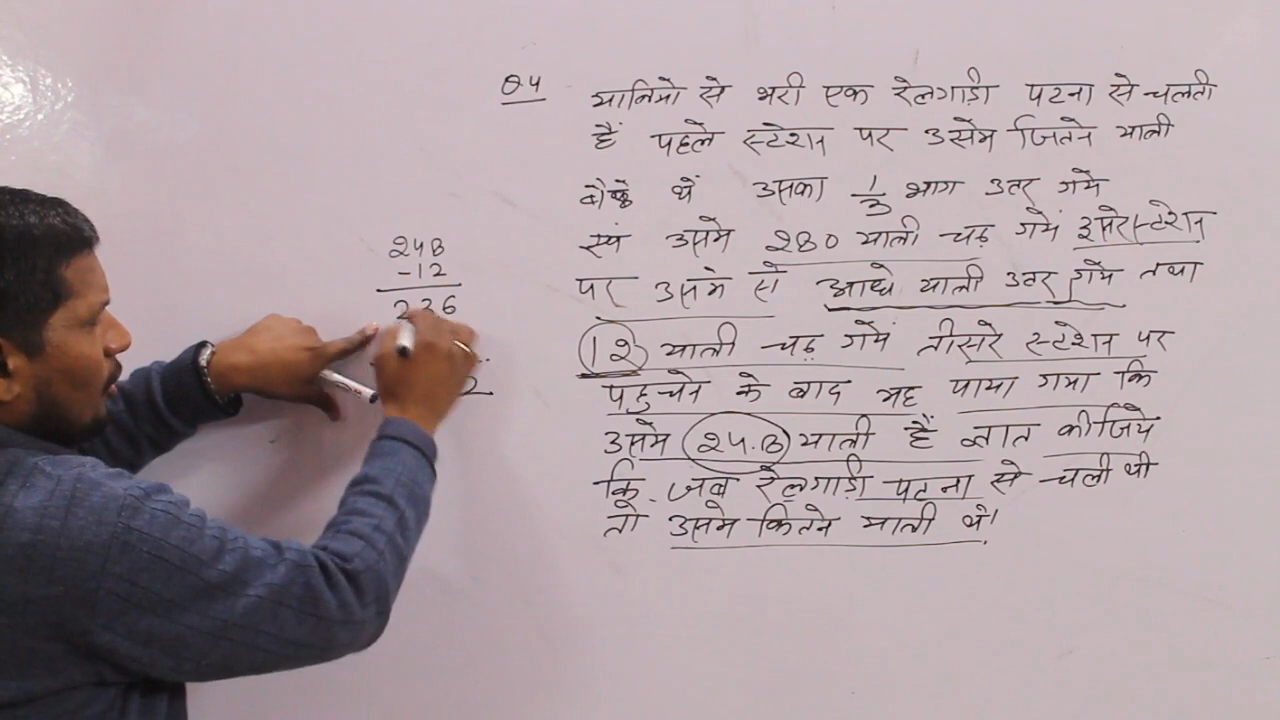 248
-12
236
2
Q4 यात्रियो से भरी एक रेलगाड़ी पटना से चलती
हैं पहले स्टेशन पर उसमे जितने यात्री
बैठे थें उसका 1/3 भाग उतर गये
एवं उसमे 280 यात्री चढ़ गयें दूसरे स्टेशन
पर उसमे से आधे यात्री उतर गये तथा
12 यात्री चढ़ गयें तीसरे स्टेशन पर
पहुचने के बाद यह पाया गया कि
उसमे 248 यात्री हैं ज्ञात कीजिये
कि जब रेलगाड़ी पटना से चली थी
तो उसमे कितने यात्री थे।